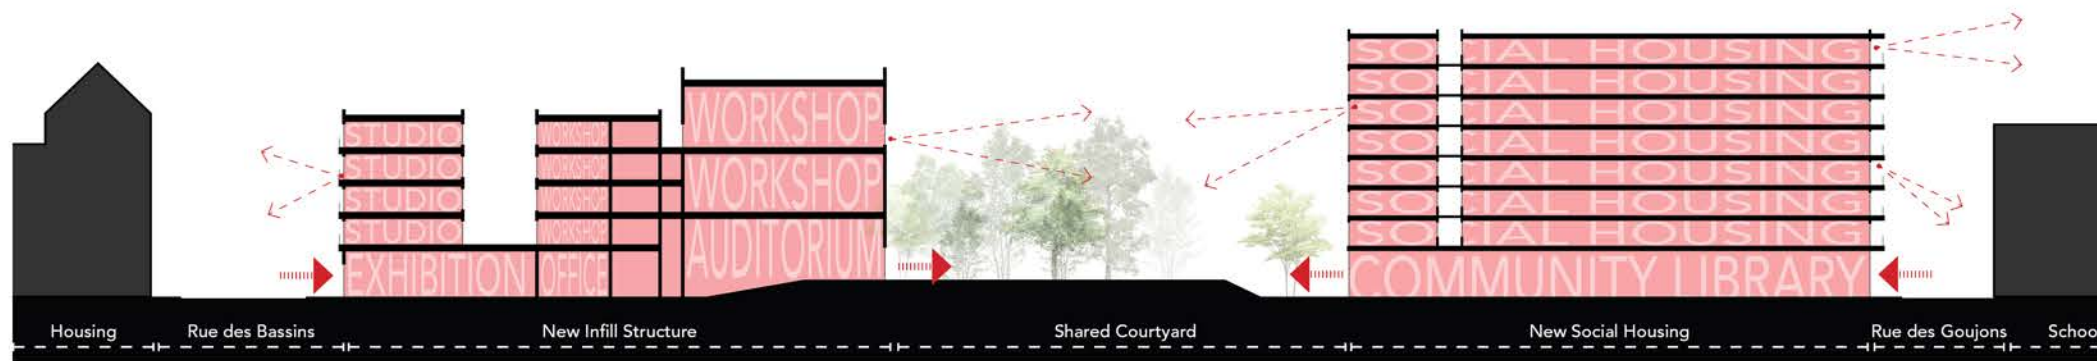 STUDIO
STUDIO
STUDIO
STUDIO
EXHIBITION
WORKSHOP
WORKSHOP
WORKSHOP
WORKSHOP
OFFICE
WORKSHOP
WORKSHOP
AUDITORIUM
SOCIAL HOUSING
SOCIAL HOUSING
SOCIAL HOUSING
SOCIAL HOUSING
SOCIAL HOUSING
SOCIAL HOUSING
SOCIAL HOUSING
COMMUNITY LIBRARY
Housing
Rue des Bassins
New Infill Structure
Shared Courtyard
New Social Housing
Rue des Goujons
Schoo